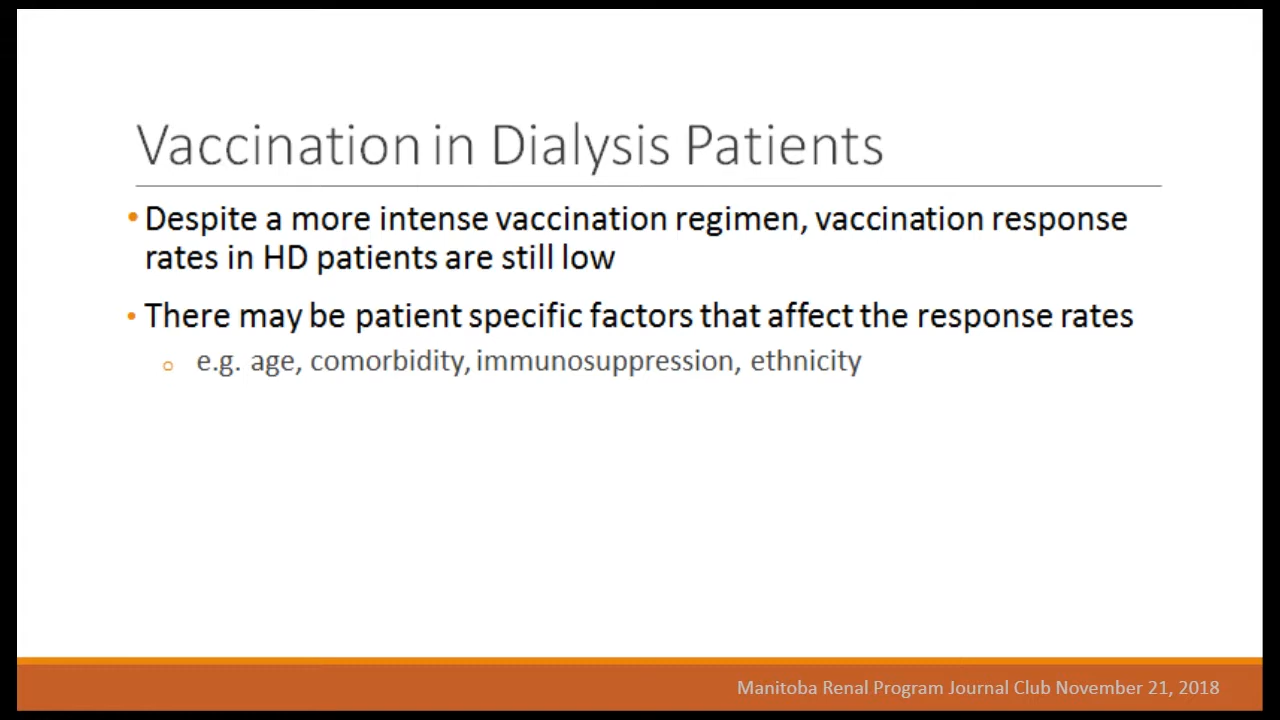 Vaccination in Dialysis Patients
• Despite a more intense vaccination regimen, vaccination response
rates in HD patients are still low
• There may be patient specific factors that affect the response rates
○ e.g. age, comorbidity, immunosuppression, ethnicity
Manitoba Renal Program Journal Club November 21, 2018